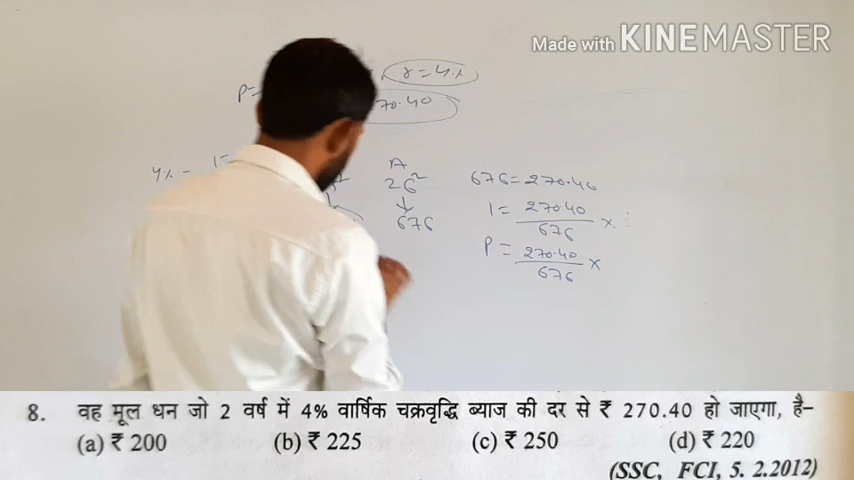 Made with KINEMASTER
P=
r=4%
70.40
4% - 1=
A
26² 676=270.40
↓
676
1= 270.40/676 ×
P= 270.40/676 ×
8. वह मूल धन जो 2 वर्ष में 4% वार्षिक चक्रवृद्धि ब्याज की दर से ₹ 270.40 हो जाएगा, है–
(a) ₹ 200 (b) ₹ 225 (c) ₹ 250 (d) ₹ 220
(SSC, FCI, 5. 2.2012)